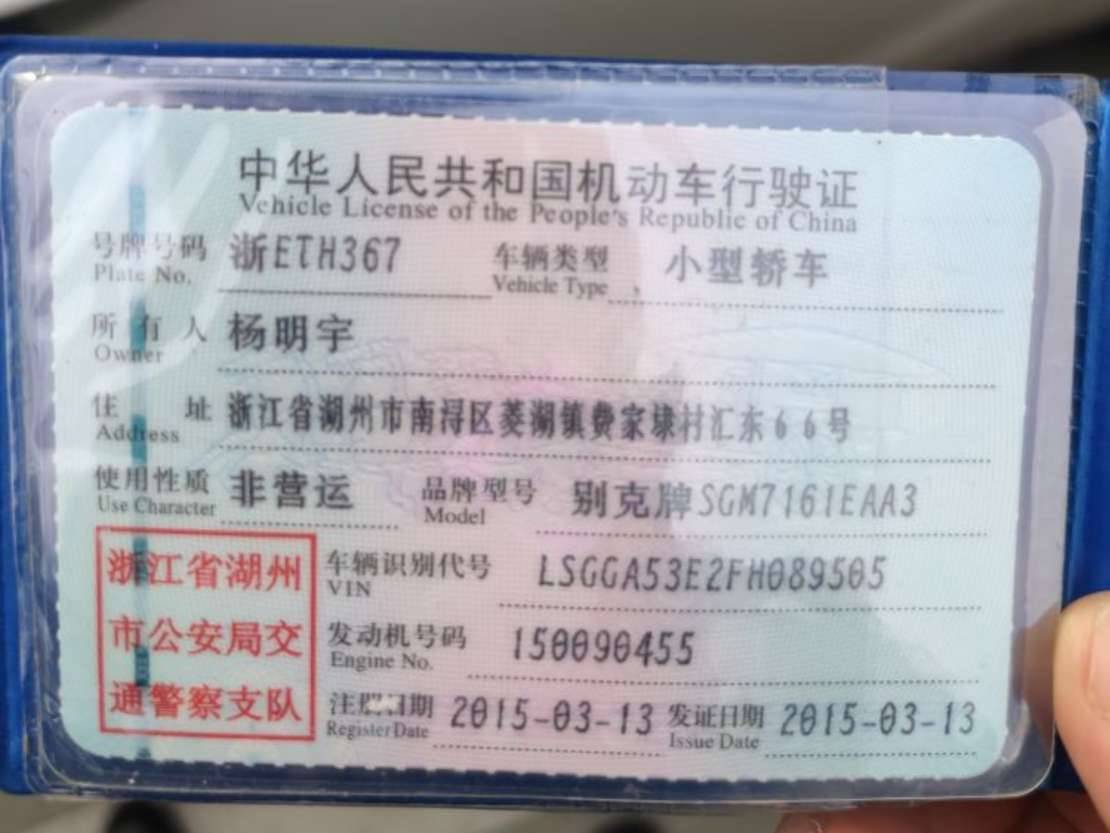 中华人民共和国机动车行驶证
Vehicle License of the People's Republic of China
号牌号码 浙ETH367 车辆类型 小型轿车
Plate No. Vehicle Type
所有人 杨明宇
Owner
住址 浙江省湖州市南浔区菱湖镇费家埭村汇东66号
Address
使用性质 非营运 品牌型号 别克牌SGM7161EAA3
Use Character Model
浙江省湖州
市公安局交
通警察支队
车辆识别代号 LSGGA53E2FH089505
VIN
发动机号码 150090455
Engine No.
注册日期 2015-03-13 发证日期 2015-03-13
Register Date Issue Date